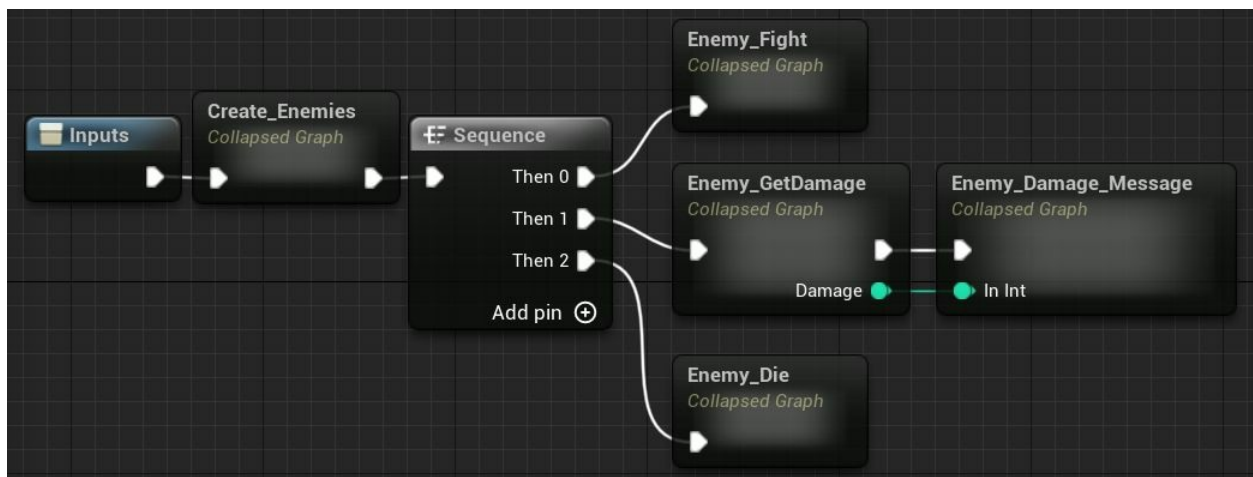 Inputs
Create_Enemies
Collapsed Graph
Sequence
Then 0
Then 1
Then 2
Add pin
Enemy_Fight
Collapsed Graph
Enemy_GetDamage
Collapsed Graph
Damage
Enemy_Damage_Message
Collapsed Graph
In Int
Enemy_Die
Collapsed Graph